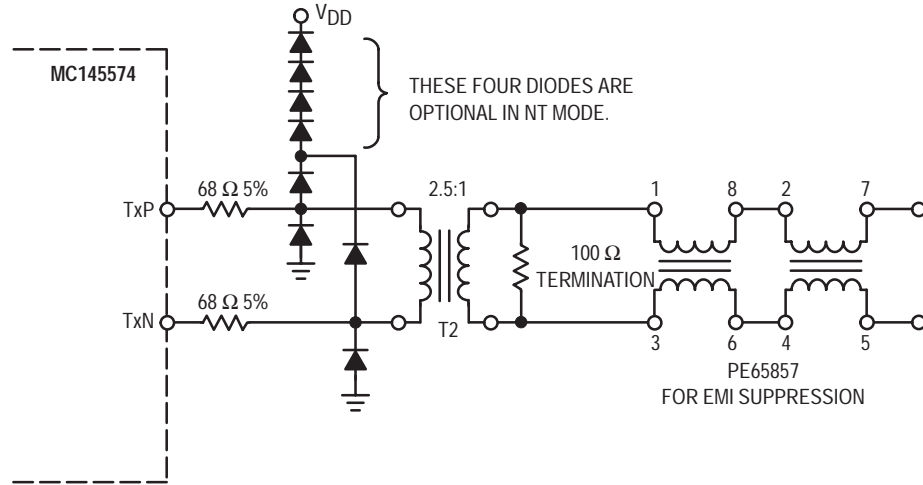 V_DD
MC145574
THESE FOUR DIODES ARE
OPTIONAL IN NT MODE.
68 Ω 5%
2.5:1
1
8
2
7
TxP
100 Ω
TERMINATION
68 Ω 5%
TxN
T2
3
6
4
5
PE65857
FOR EMI SUPPRESSION